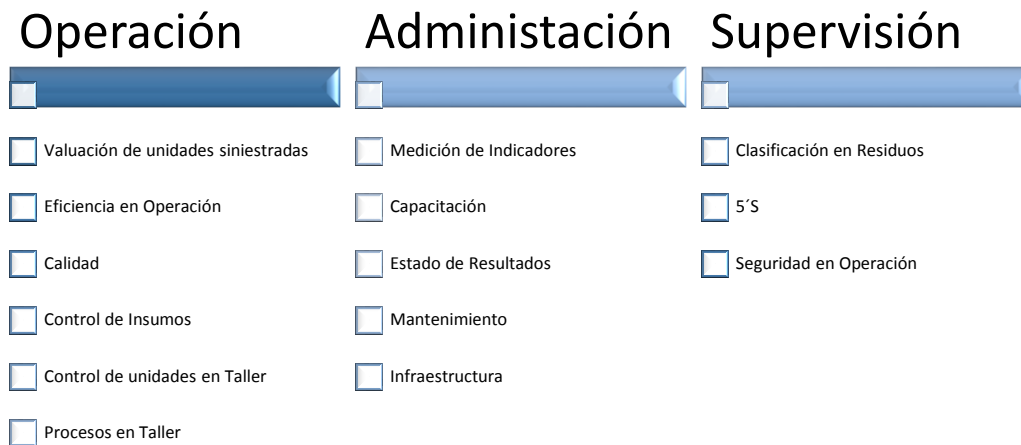 Operación
Valuación de unidades siniestradas
Eficiencia en Operación
Calidad
Control de Insumos
Control de unidades en Taller
Procesos en Taller
Administación
Medición de Indicadores
Capacitación
Estado de Resultados
Mantenimiento
Infraestructura
Supervisión
Clasificación en Residuos
5´S
Seguridad en Operación